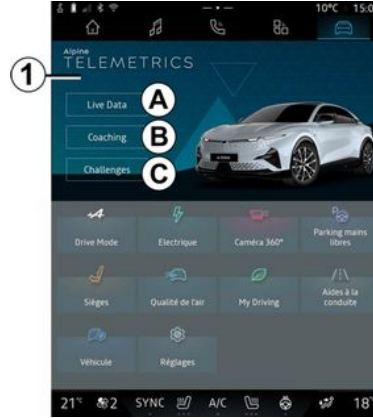 10°C 15:0
Alpine
TELEMETRICS
1
Live Data
A
Coaching
B
Challenges
C
Drive Mode
Electrique
Caméra 360°
Parking mains
libres
Sièges
Qualité de l'air
My Driving
Aides à la
conduite
Véhicule
Réglages
21° 2 SYNC A/C 18°